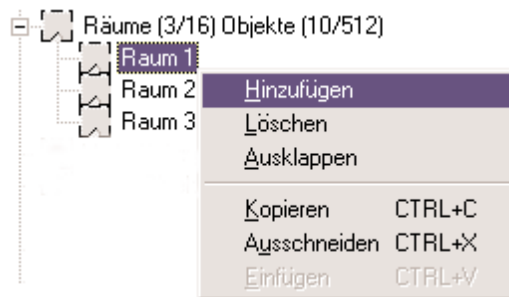 Räume (3/16) Objekte (10/512)
Raum 1
Raum 2
Raum 3
Hinzufügen
Löschen
Ausklappen
Kopieren CTRL+C
Ausschneiden CTRL+X
Einfügen CTRL+V